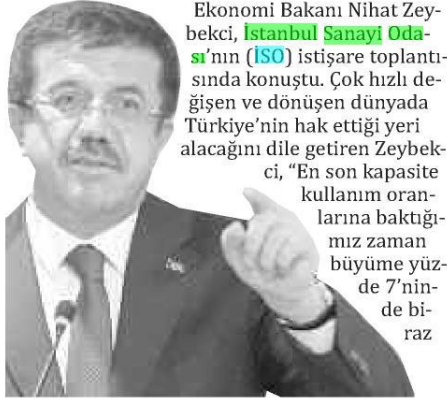 Ekonomi Bakanı Nihat Zey-
bekci, İstanbul Sanayi Oda-
sı’nın (İSO) istişare toplantı-
sında konuştu. Çok hızlı de-
ğişen ve dönüşen dünyada
Türkiye’nin hak ettiği yeri
alacağını dile getiren Zeybek-
ci, “En son kapasite
kullanım oran-
larına baktığı-
mız zaman
büyüme yüz-
de 7’nin-
de bi-
raz